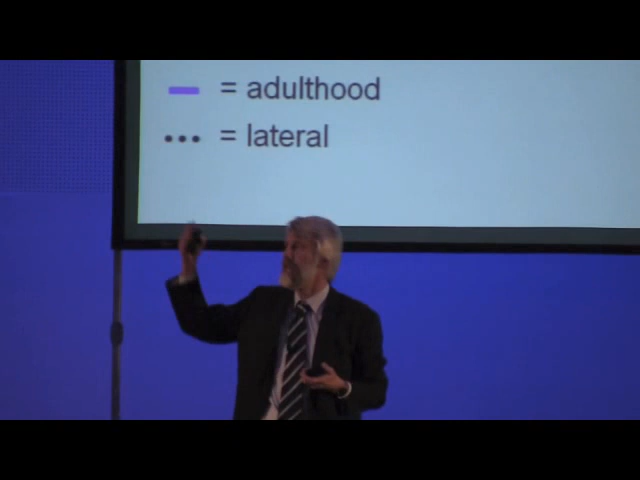 = adulthood
= lateral